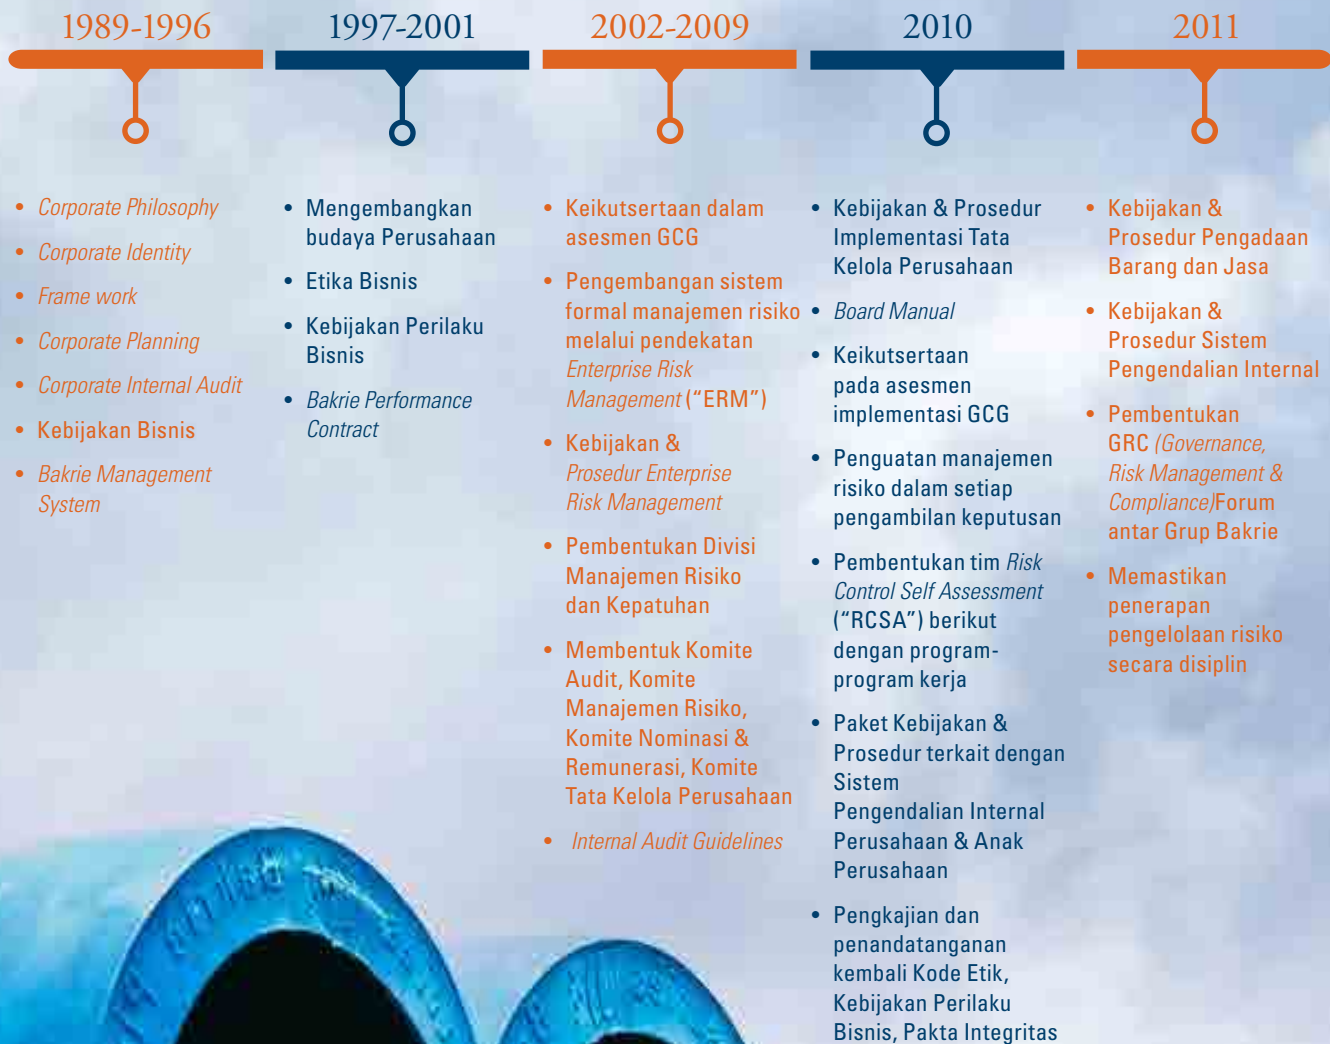 1989-1996
• Corporate Philosophy
• Corporate Identity
• Frame work
• Corporate Planning
• Corporate Internal Audit
• Kebijakan Bisnis
• Bakrie Management
System
1997-2001
• Mengembangkan
budaya Perusahaan
• Etika Bisnis
• Kebijakan Perilaku
Bisnis
• Bakrie Performance
Contract
2002-2009
• Keikutsertaan dalam
asesmen GCG
• Pengembangan sistem
formal manajemen risiko
melalui pendekatan
Enterprise Risk
Management (“ERM”)
• Kebijakan &
Prosedur Enterprise
Risk Management
• Pembentukan Divisi
Manajemen Risiko
dan Kepatuhan
• Membentuk Komite
Audit, Komite
Manajemen Risiko,
Komite Nominasi &
Remunerasi, Komite
Tata Kelola Perusahaan
• Internal Audit Guidelines
2010
• Kebijakan & Prosedur
Implementasi Tata
Kelola Perusahaan
• Board Manual
• Keikutsertaan
pada asesmen
implementasi GCG
• Penguatan manajemen
risiko dalam setiap
pengambilan keputusan
• Pembentukan tim Risk
Control Self Assessment
(“RCSA”) berikut
dengan program-
program kerja
• Paket Kebijakan &
Prosedur terkait dengan
Sistem
Pengendalian Internal
Perusahaan & Anak
Perusahaan
• Pengkajian dan
penandatanganan
kembali Kode Etik,
Kebijakan Perilaku
Bisnis, Pakta Integritas
2011
• Kebijakan &
Prosedur Pengadaan
Barang dan Jasa
• Kebijakan &
Prosedur Sistem
Pengendalian Internal
• Pembentukan
GRC (Governance,
Risk Management &
Compliance)Forum
antar Grup Bakrie
• Memastikan
penerapan
pengelolaan risiko
secara disiplin